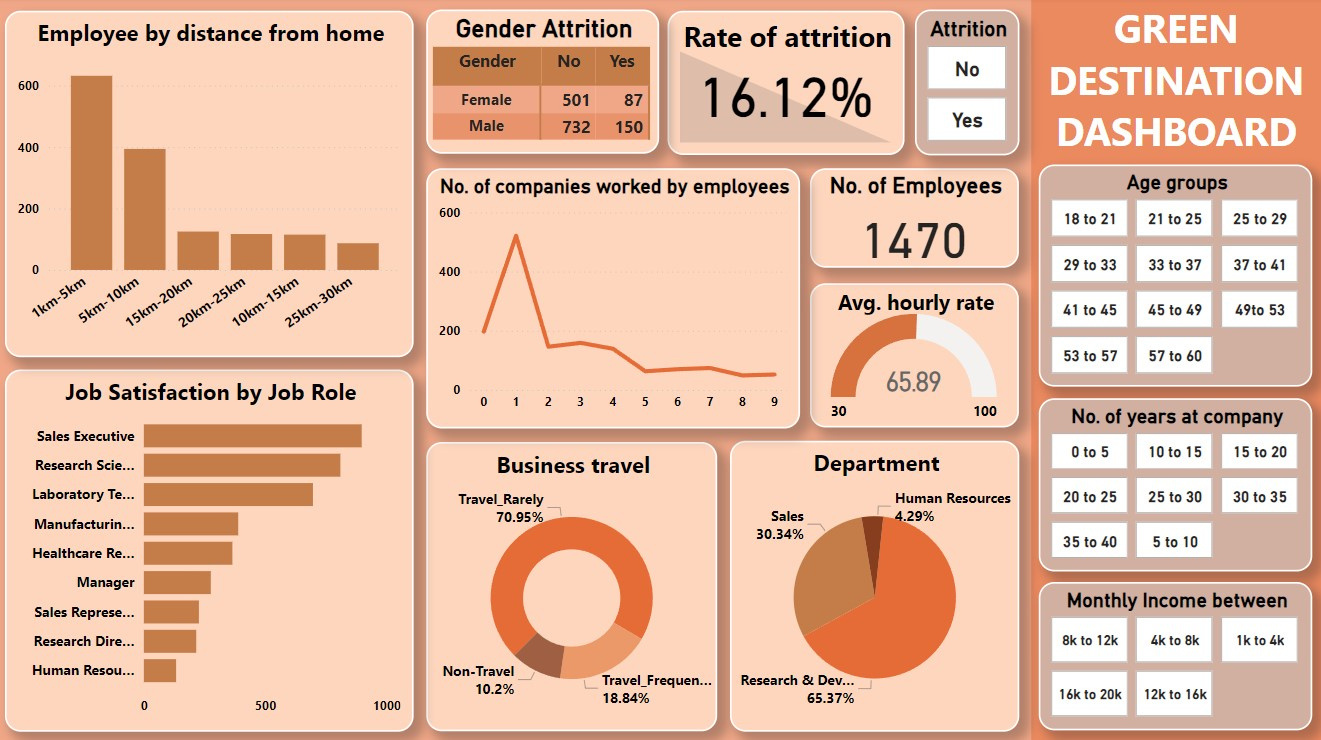 Employee by distance from home
600
400
200
0
1km-5km
5km-10km
15km-20km
20km-25km
10km-15km
25km-30km
Gender Attrition
Gender No Yes
Female 501 87
Male 732 150
Rate of attrition
16.12%
Attrition
No
Yes
GREEN
DESTINATION
DASHBOARD
No. of companies worked by employees
600
400
200
0
0 1 2 3 4 5 6 7 8 9
No. of Employees
1470
Avg. hourly rate
65.89
30 100
Age groups
18 to 21 21 to 25 25 to 29
29 to 33 33 to 37 37 to 41
41 to 45 45 to 49 49to 53
53 to 57 57 to 60
Job Satisfaction by Job Role
Sales Executive
Research Scie...
Laboratory Te...
Manufacturin...
Healthcare Re...
Manager
Sales Represe...
Research Dire...
Human Resou...
0 500 1000
Business travel
Travel_Rarely
70.95%
Non-Travel
10.2%
Travel_Frequen...
18.84%
Department
Human Resources
4.29%
Sales
30.34%
Research & Dev...
65.37%
No. of years at company
0 to 5 10 to 15 15 to 20
20 to 25 25 to 30 30 to 35
35 to 40 5 to 10
Monthly Income between
8k to 12k 4k to 8k 1k to 4k
16k to 20k 12k to 16k